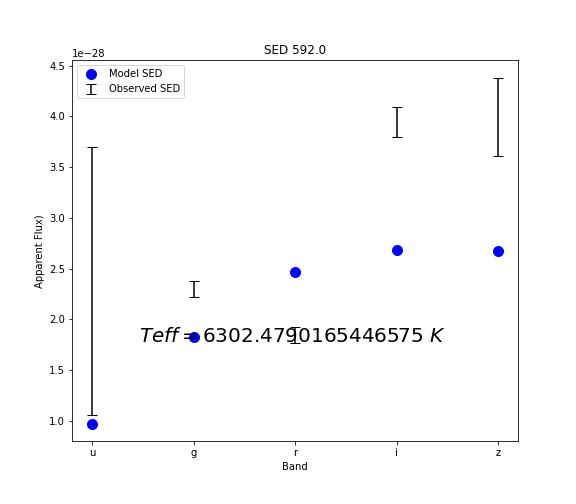 SED 592.0
1e−28
Model SED
Observed SED
4.5
4.0
3.5
3.0
2.5
2.0
1.5
1.0
Apparent Flux)
Teff = 6302.4790165446575 K
u g r i z
Band